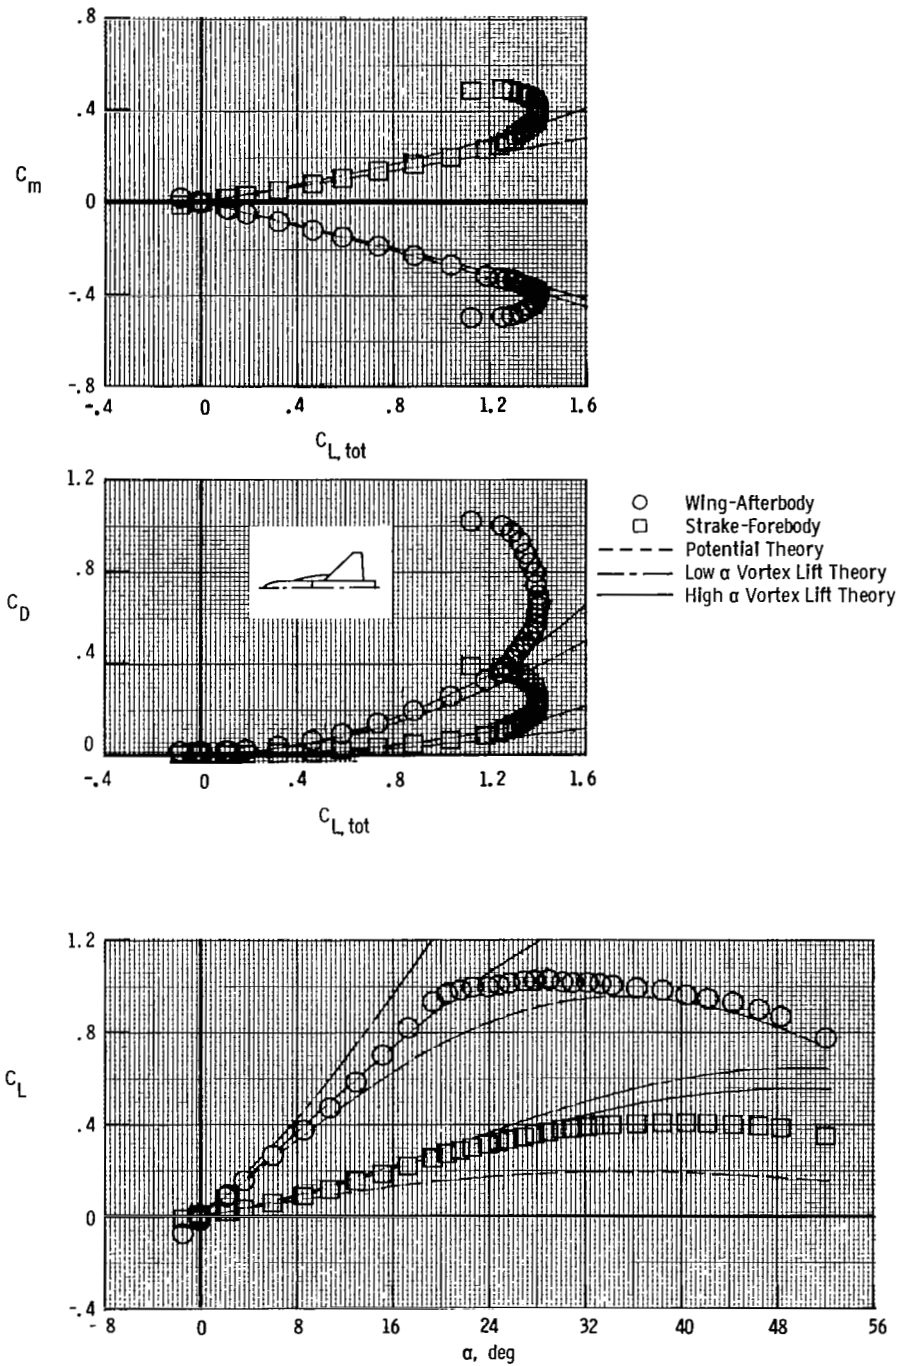 .8
.4
C_m
0
-.4
-.8
-.4 0 .4 .8 1.2 1.6
C_L, tot
1.2
.8
C_D
.4
0
-.4 0 .4 .8 1.2 1.6
C_L, tot
Wing-Afterbody
Strake-Forebody
Potential Theory
Low α Vortex Lift Theory
High α Vortex Lift Theory
1.2
.8
C_L
.4
0
-.4
-8 0 8 16 24 32 40 48 56
α, deg